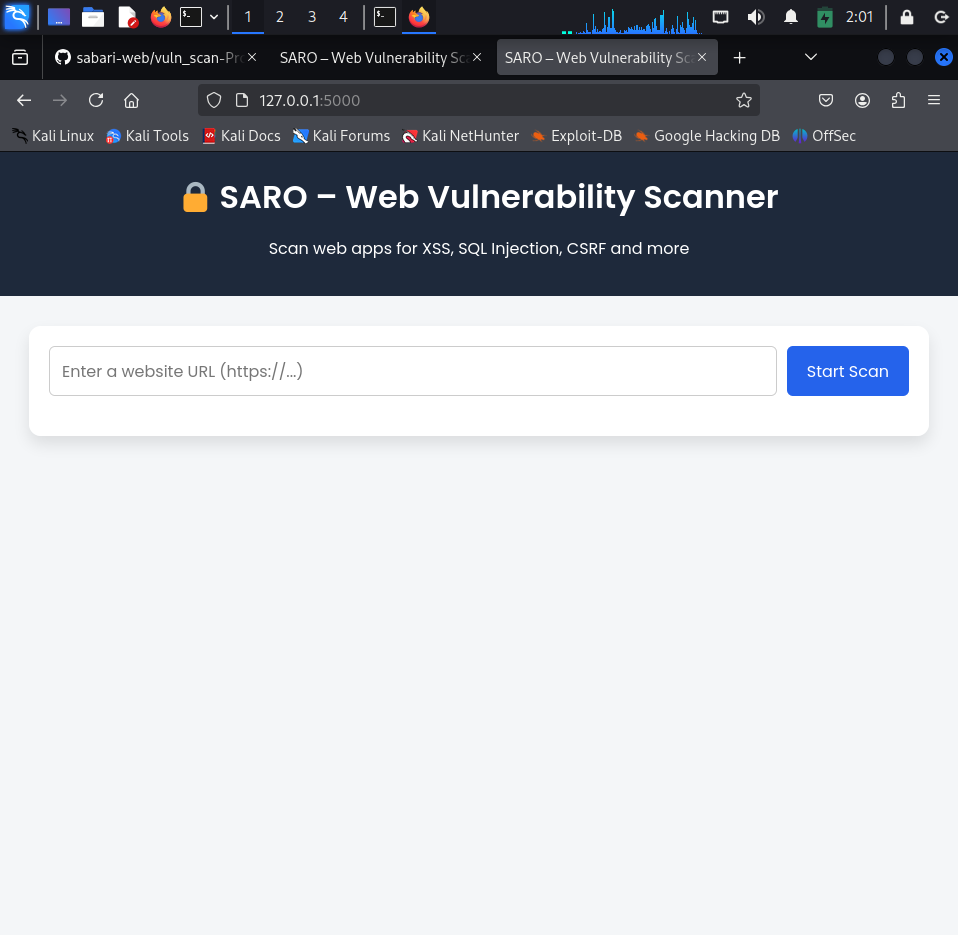 1 2 3 4 2:01
sabari-web/vuln_scan-Pro SARO – Web Vulnerability Sc SARO – Web Vulnerability Sc
127.0.0.1:5000
Kali Linux Kali Tools Kali Docs Kali Forums Kali NetHunter Exploit-DB Google Hacking DB OffSec
SARO – Web Vulnerability Scanner
Scan web apps for XSS, SQL Injection, CSRF and more
Enter a website URL (https://...) Start Scan